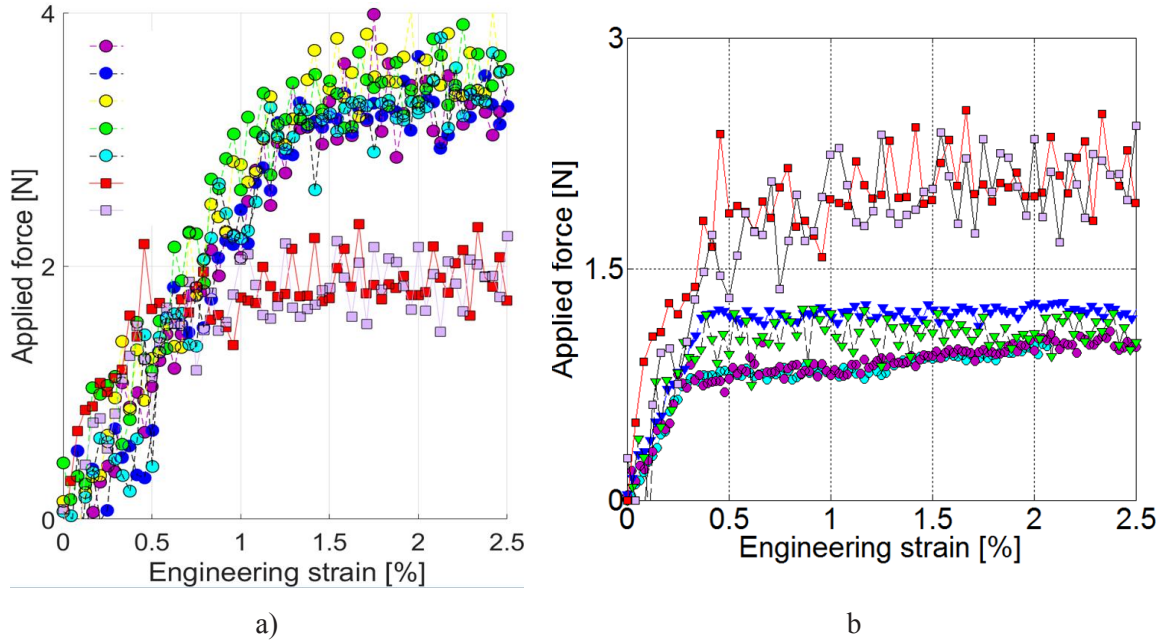 4
2
0
Applied force [N]
0 0.5 1 1.5 2 2.5
Engineering strain [%]
a)
3
1.5
0
Applied force [N]
0 0.5 1 1.5 2 2.5
Engineering strain [%]
b